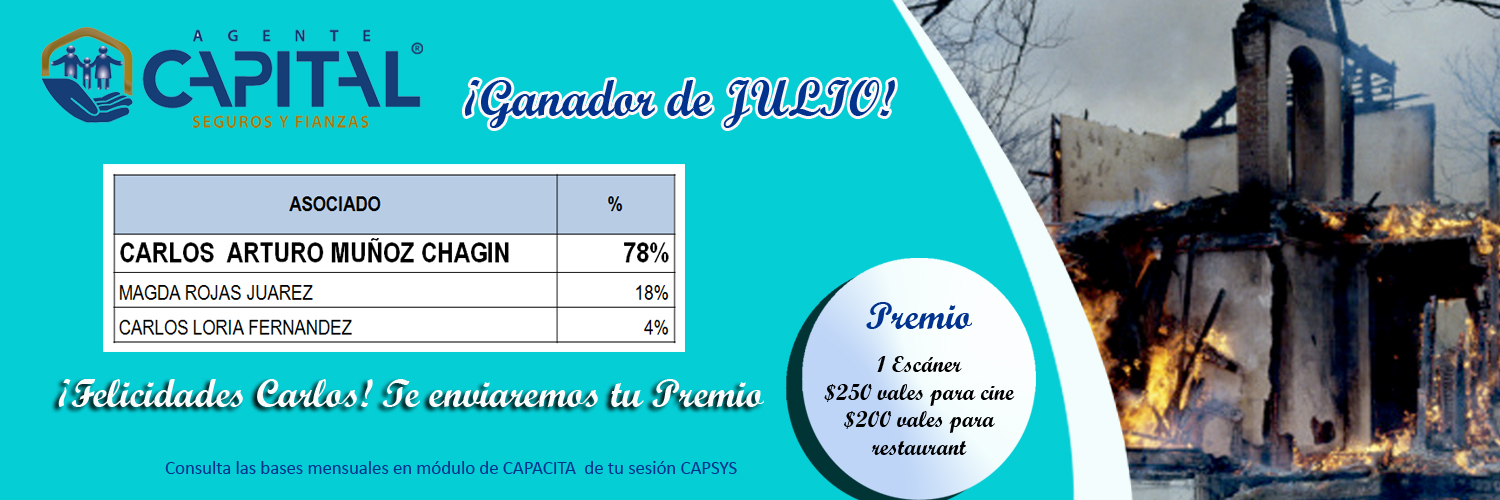 AGENTE
CAPITAL®
SEGUROS Y FIANZAS
¡Ganador de JULIO!
ASOCIADO %
CARLOS ARTURO MUÑOZ CHAGIN 78%
MAGDA ROJAS JUAREZ 18%
CARLOS LORIA FERNANDEZ 4%
¡Felicidades Carlos! Te enviaremos tu Premio
Premio
1 Escáner
$250 vales para cine
$200 vales para
restaurant
Consulta las bases mensuales en módulo de CAPACITA de tu sesión CAPSYS